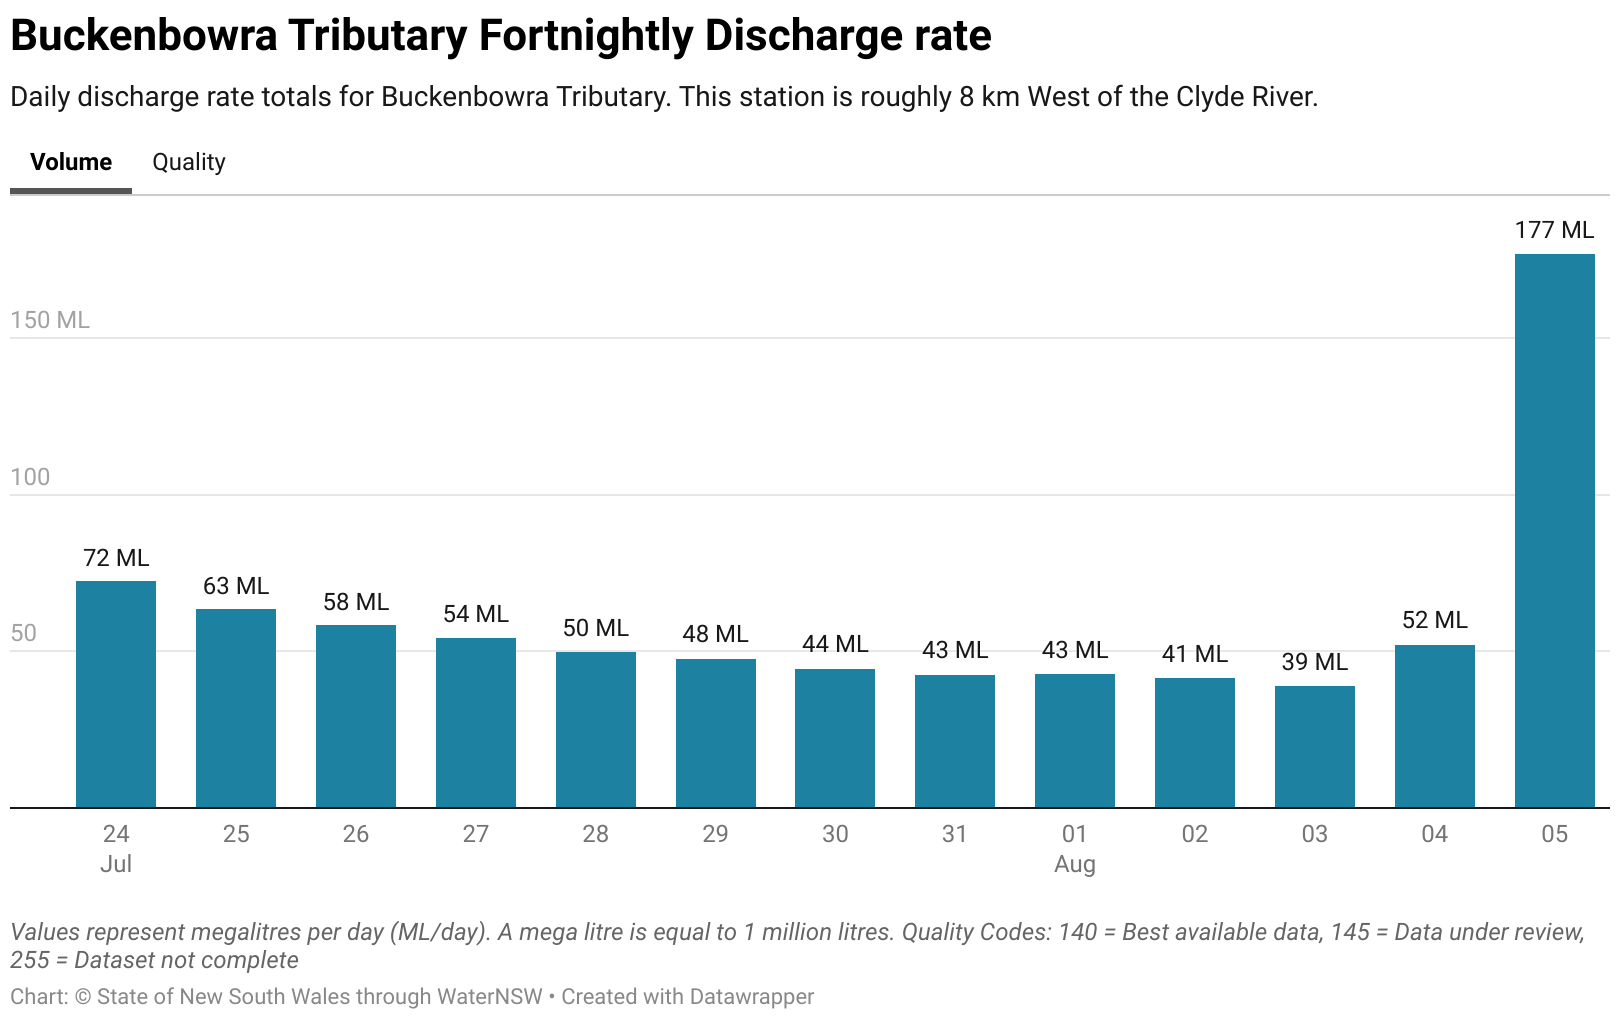 Buckenbowra Tributary Fortnightly Discharge rate
Daily discharge rate totals for Buckenbowra Tributary. This station is roughly 8 km West of the Clyde River.
Volume Quality
177 ML
150 ML
100
72 ML
63 ML
58 ML
54 ML
50 ML
48 ML
44 ML
43 ML
43 ML
41 ML
39 ML
52 ML
50
24 25 26 27 28 29 30 31 01 02 03 04 05
Jul Aug
Values represent megalitres per day (ML/day). A mega litre is equal to 1 million litres. Quality Codes: 140 = Best available data, 145 = Data under review,
255 = Dataset not complete
Chart: © State of New South Wales through WaterNSW • Created with Datawrapper